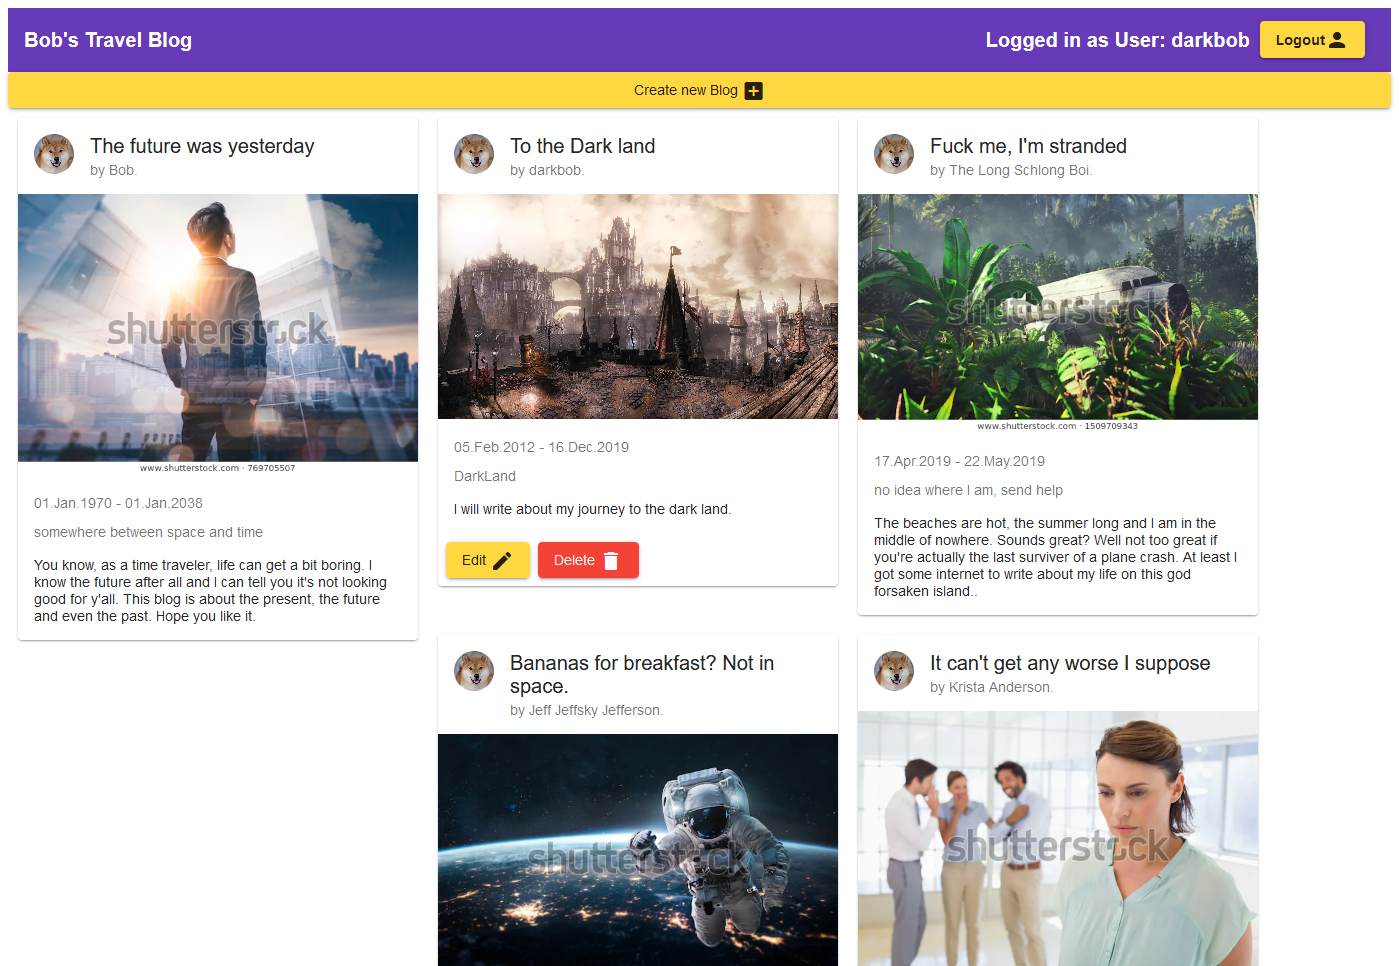 Bob's Travel Blog
Logged in as User: darkbob
Logout
Create new Blog
The future was yesterday
by Bob.
shutterstock
www.shutterstock.com · 769705507
01.Jan.1970 - 01.Jan.2038
somewhere between space and time
You know, as a time traveler, life can get a bit boring. I
know the future after all and I can tell you it's not looking
good for y'all. This blog is about the present, the future
and even the past. Hope you like it.
To the Dark land
by darkbob.
05.Feb.2012 - 16.Dec.2019
DarkLand
I will write about my journey to the dark land.
Edit
Delete
Fuck me, I'm stranded
by The Long Schlong Boi.
shutterstock
www.shutterstock.com · 1509709343
17.Apr.2019 - 22.May.2019
no idea where I am, send help
The beaches are hot, the summer long and I am in the
middle of nowhere. Sounds great? Well not too great if
you're actually the last surviver of a plane crash. At least I
got some internet to write about my life on this god
forsaken island..
Bananas for breakfast? Not in
space.
by Jeff Jeffsky Jefferson.
shutterstock
It can't get any worse I suppose
by Krista Anderson.
shutterstock